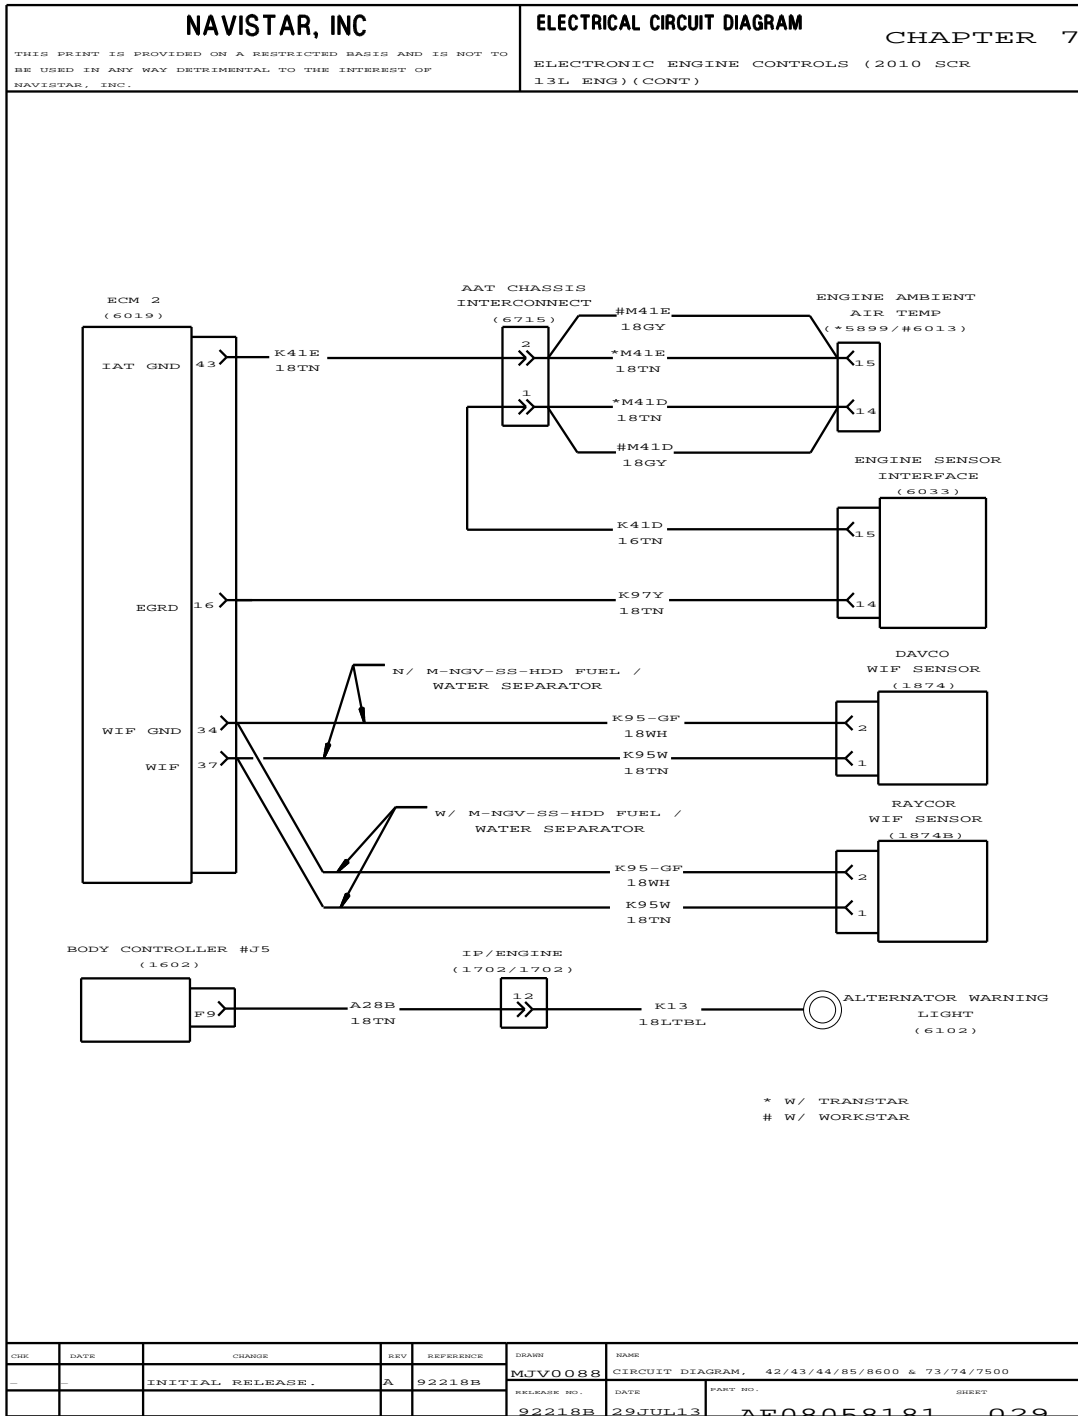 NAVISTAR, INC
THIS PRINT IS PROVIDED ON A RESTRICTED BASIS AND IS NOT TO
BE USED IN ANY WAY DETRIMENTAL TO THE INTEREST OF
NAVISTAR, INC.
ELECTRICAL CIRCUIT DIAGRAM
CHAPTER 7
ELECTRONIC ENGINE CONTROLS (2010 SCR
13L ENG)(CONT)
ECM 2
(6019)
AAT CHASSIS
INTERCONNECT
(6715)
ENGINE AMBIENT
AIR TEMP
(*5899/#6013)
#M41E
18GY
IAT GND
43
K41E
18TN
2
*M41E
18TN
15
1
*M41D
18TN
14
#M41D
18GY
ENGINE SENSOR
INTERFACE
(6033)
K41D
16TN
15
EGRD
16
K97Y
18TN
14
N/ M-NGV-SS-HDD FUEL /
WATER SEPARATOR
DAVCO
WIF SENSOR
(1874)
WIF GND
34
K95-GF
18WH
2
WIF
37
K95W
18TN
1
W/ M-NGV-SS-HDD FUEL /
WATER SEPARATOR
RAYCOR
WIF SENSOR
(1874B)
K95-GF
18WH
2
K95W
18TN
1
BODY CONTROLLER #J5
(1602)
F9
A28B
18TN
IP/ENGINE
(1702/1702)
12
K13
18LTBL
ALTERNATOR WARNING
LIGHT
(6102)
* W/ TRANSTAR
# W/ WORKSTAR
CHK DATE CHANGE REV REFERENCE
- - INITIAL RELEASE. A 92218B
DRAWN
MJV0088
NAME
CIRCUIT DIAGRAM, 42/43/44/85/8600 & 73/74/7500
RELEASE NO.
92218B
DATE
29JUL13
PART NO.
AE08058181
SHEET
029